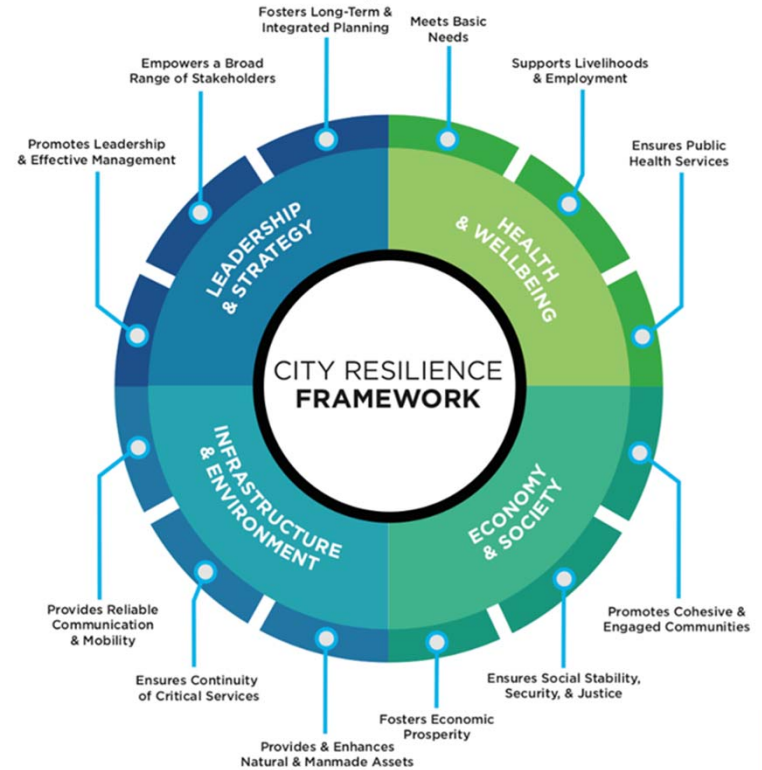 Fosters Long-Term &
Integrated Planning
Meets Basic
Needs
Empowers a Broad
Range of Stakeholders
Supports Livelihoods
& Employment
Promotes Leadership
& Effective Management
Ensures Public
Health Services
LEADERSHIP
& STRATEGY
HEALTH
& WELLBEING
CITY RESILIENCE
FRAMEWORK
INFRASTRUCTURE
& ENVIRONMENT
ECONOMY
& SOCIETY
Provides Reliable
Communication
& Mobility
Promotes Cohesive &
Engaged Communities
Ensures Continuity
of Critical Services
Ensures Social Stability,
Security, & Justice
Fosters Economic
Prosperity
Provides & Enhances
Natural & Manmade Assets